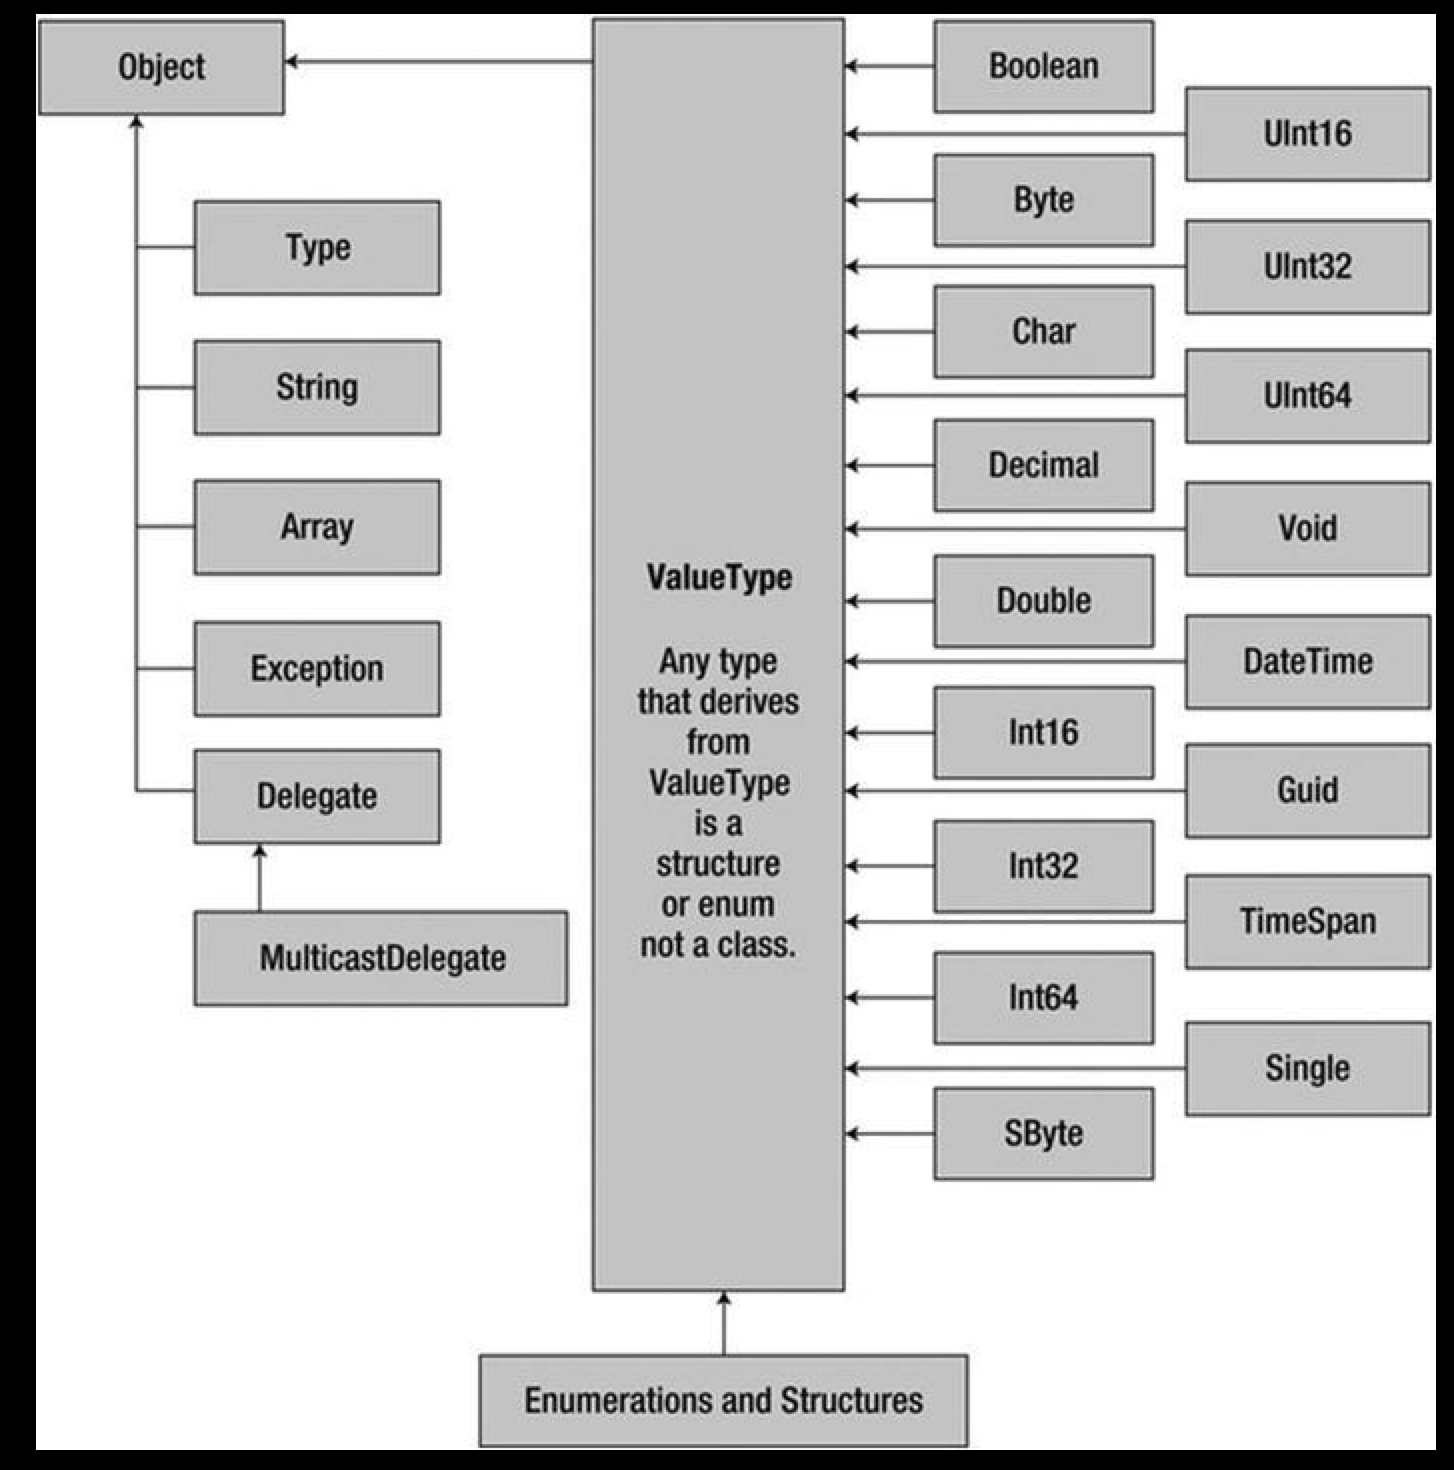 Object
Type
String
Array
Exception
Delegate
MulticastDelegate
ValueType
Any type
that derives
from
ValueType
is a
structure
or enum
not a class.
Boolean
UInt16
Byte
UInt32
Char
UInt64
Decimal
Void
Double
DateTime
Int16
Guid
Int32
TimeSpan
Int64
Single
SByte
Enumerations and Structures